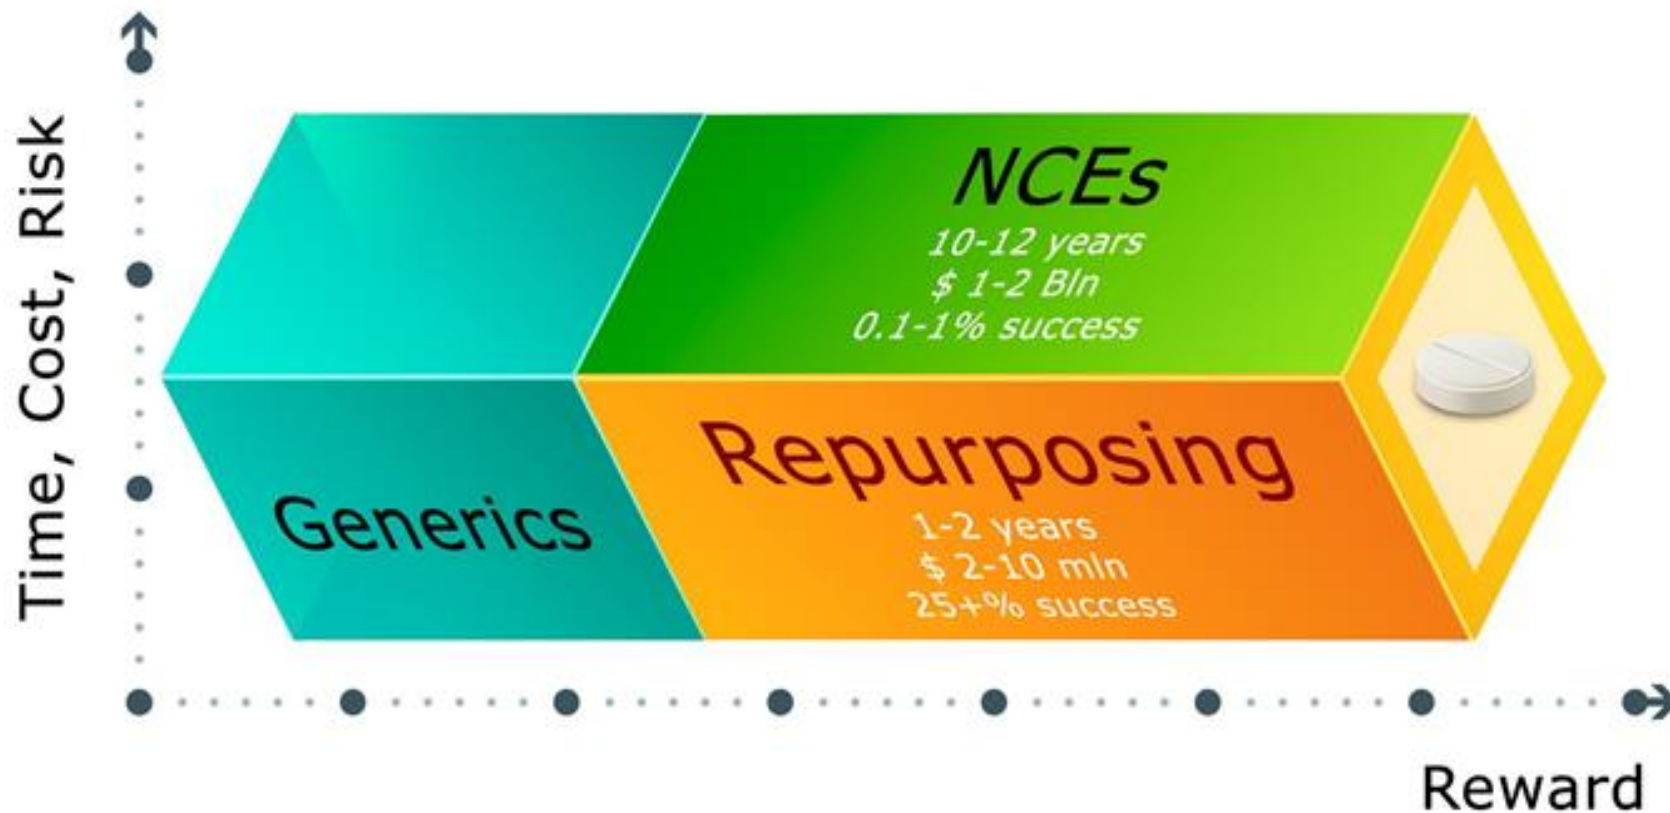 Time, Cost, Risk
NCEs
10-12 years
$ 1-2 Bln
0.1-1% success
Generics
Repurposing
1-2 years
$ 2-10 mln
25+% success
Reward